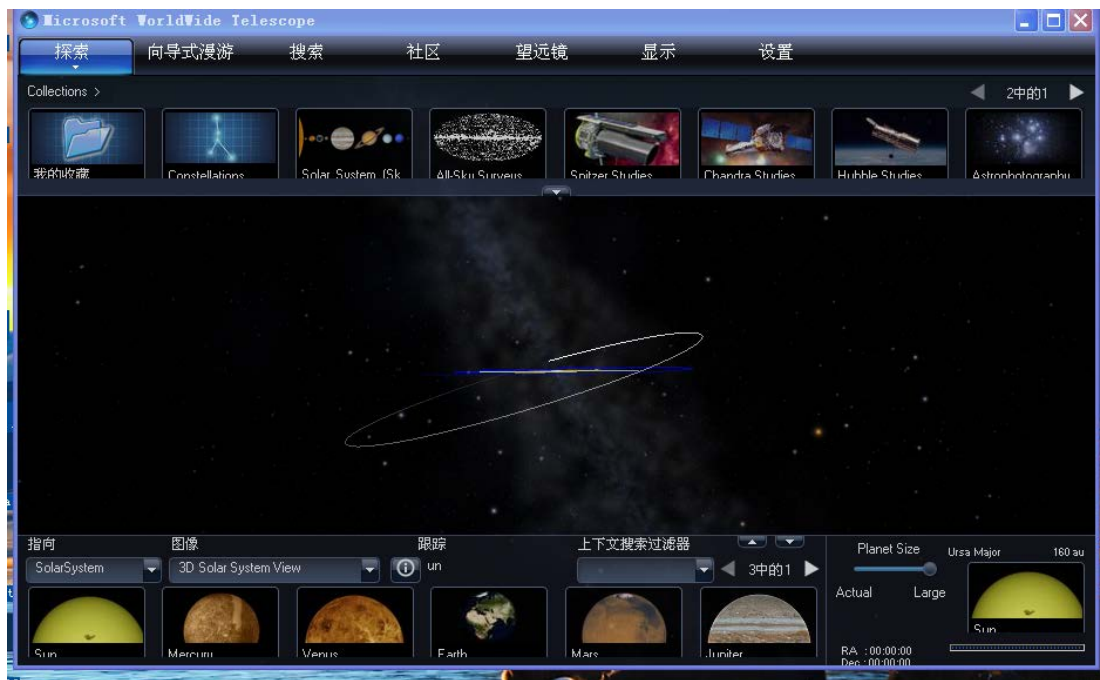 Microsoft WorldWide Telescope
探索 向导式漫游 搜索 社区 望远镜 显示 设置
Collections > 2中的1
我的收藏 Constellations Solar System (Sk All-Sky Surveys Spitzer Studies Chandra Studies Hubble Studies Astrophotography
指向 图像 跟踪 上下文搜索过滤器
SolarSystem 3D Solar System View un 3中的1
Sun Mercury Venus Earth Mars Jupiter
Planet Size Ursa Major 160 au
Actual Large
Sun
RA : 00:00:00
Dec : 00:00:00